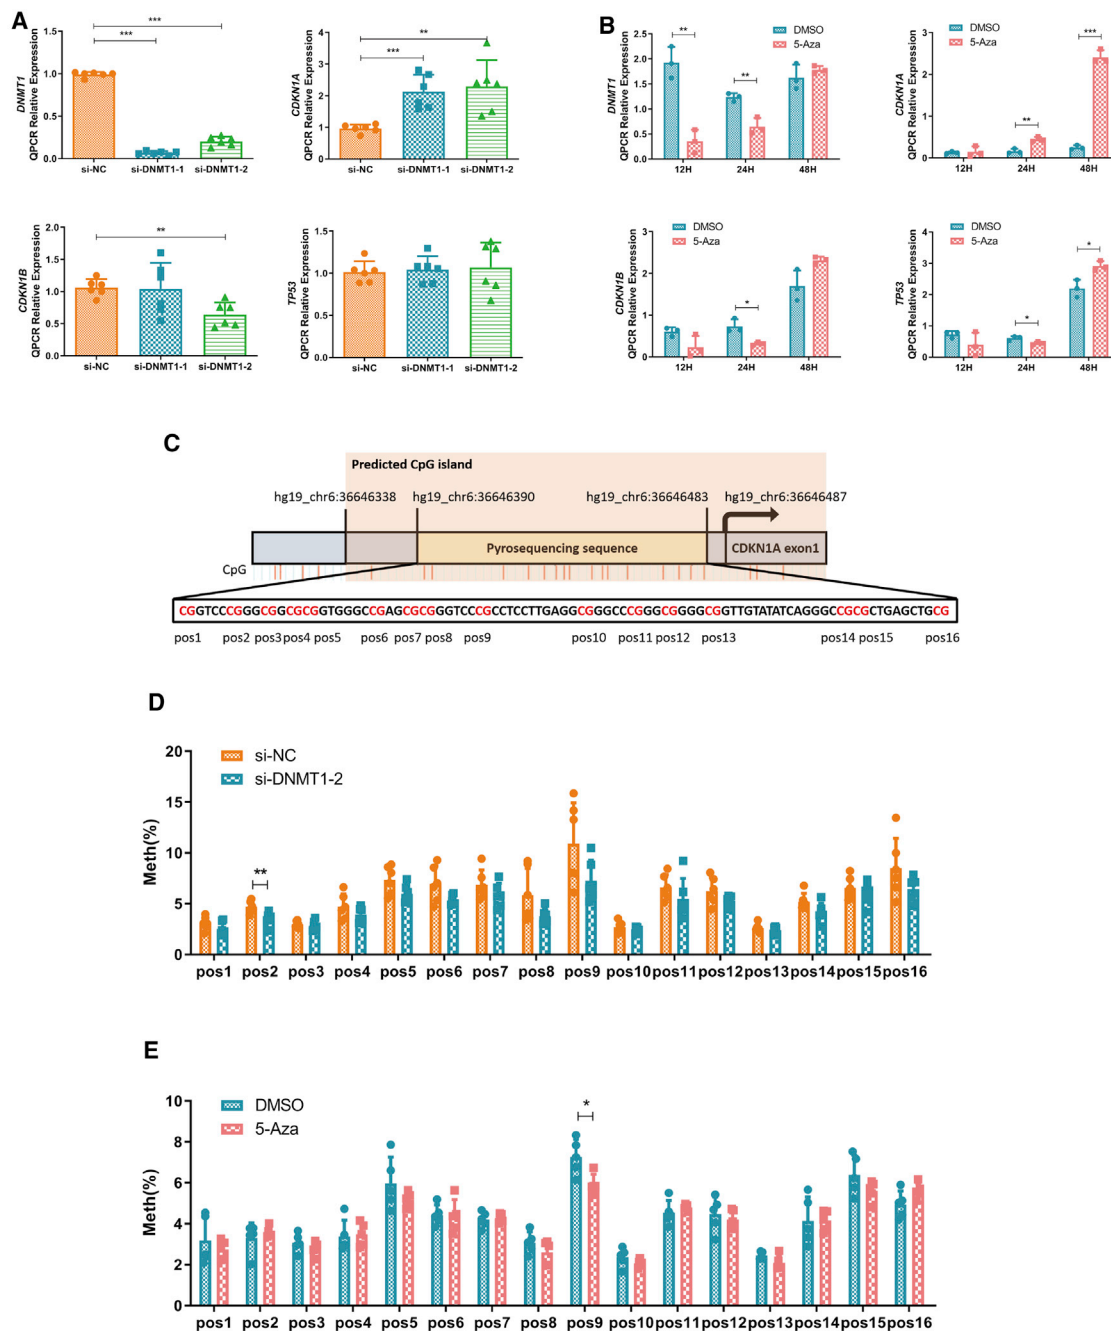 A
QPCR Relative Expression
DNMT1
1.5
1.0
0.5
0.0
***
***
si-NC
si-DNMT1-1
si-DNMT1-2
QPCR Relative Expression
CDKN1A
4
3
2
1
0
**
***
si-NC
si-DNMT1-1
si-DNMT1-2
QPCR Relative Expression
CDKN1B
2.0
1.5
1.0
0.5
0.0
**
si-NC
si-DNMT1-1
si-DNMT1-2
QPCR Relative Expression
TP53
1.5
1.0
0.5
0.0
si-NC
si-DNMT1-1
si-DNMT1-2
B
QPCR Relative Expression
DNMT1
2.5
2.0
1.5
1.0
0.5
0.0
**
**
DMSO
5-Aza
12H
24H
48H
QPCR Relative Expression
CDKN1A
3
2
1
0
DMSO
5-Aza
**
***
12H
24H
48H
QPCR Relative Expression
CDKN1B
3
2
1
0
DMSO
5-Aza
*
12H
24H
48H
QPCR Relative Expression
TP53
4
3
2
1
0
DMSO
5-Aza
*
*
12H
24H
48H
C
Predicted CpG island
hg19_chr6:36646338 hg19_chr6:36646390 hg19_chr6:36646483 hg19_chr6:36646487
Pyrosequencing sequence CDKN1A exon1
CpG
CGGTCCCGGGCGGCGCGGTGGGCCGAGCGCGGGTCCCGCCTCCTTGAGGCGGGCCCGGGCGGGGCGGTTGTATATCAGGGCCGCGCTGAGCTGCG
pos1 pos2 pos3 pos4 pos5 pos6 pos7 pos8 pos9 pos10 pos11 pos12 pos13 pos14 pos15 pos16
D
Meth(%)
20
15
10
5
0
si-NC
si-DNMT1-2
**
pos1 pos2 pos3 pos4 pos5 pos6 pos7 pos8 pos9 pos10 pos11 pos12 pos13 pos14 pos15 pos16
E
Meth(%)
10
8
6
4
2
0
DMSO
5-Aza
*
pos1 pos2 pos3 pos4 pos5 pos6 pos7 pos8 pos9 pos10 pos11 pos12 pos13 pos14 pos15 pos16